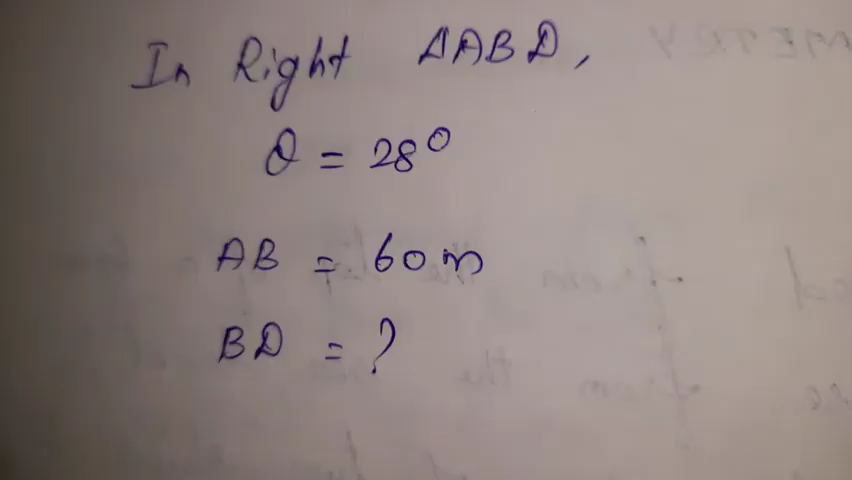 In Right ΔABD,
θ = 28°
AB = 60 m
BD = ?